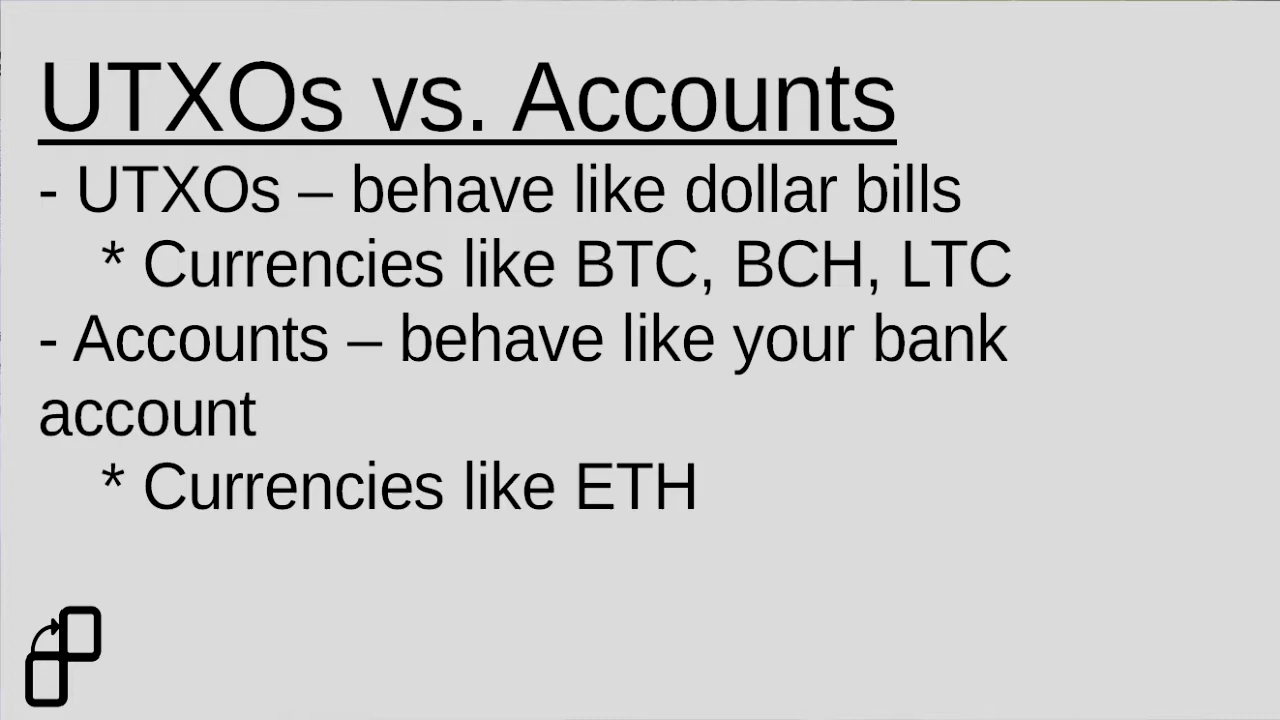 UTXOs vs. Accounts
- UTXOs – behave like dollar bills
* Currencies like BTC, BCH, LTC
- Accounts – behave like your bank
account
* Currencies like ETH